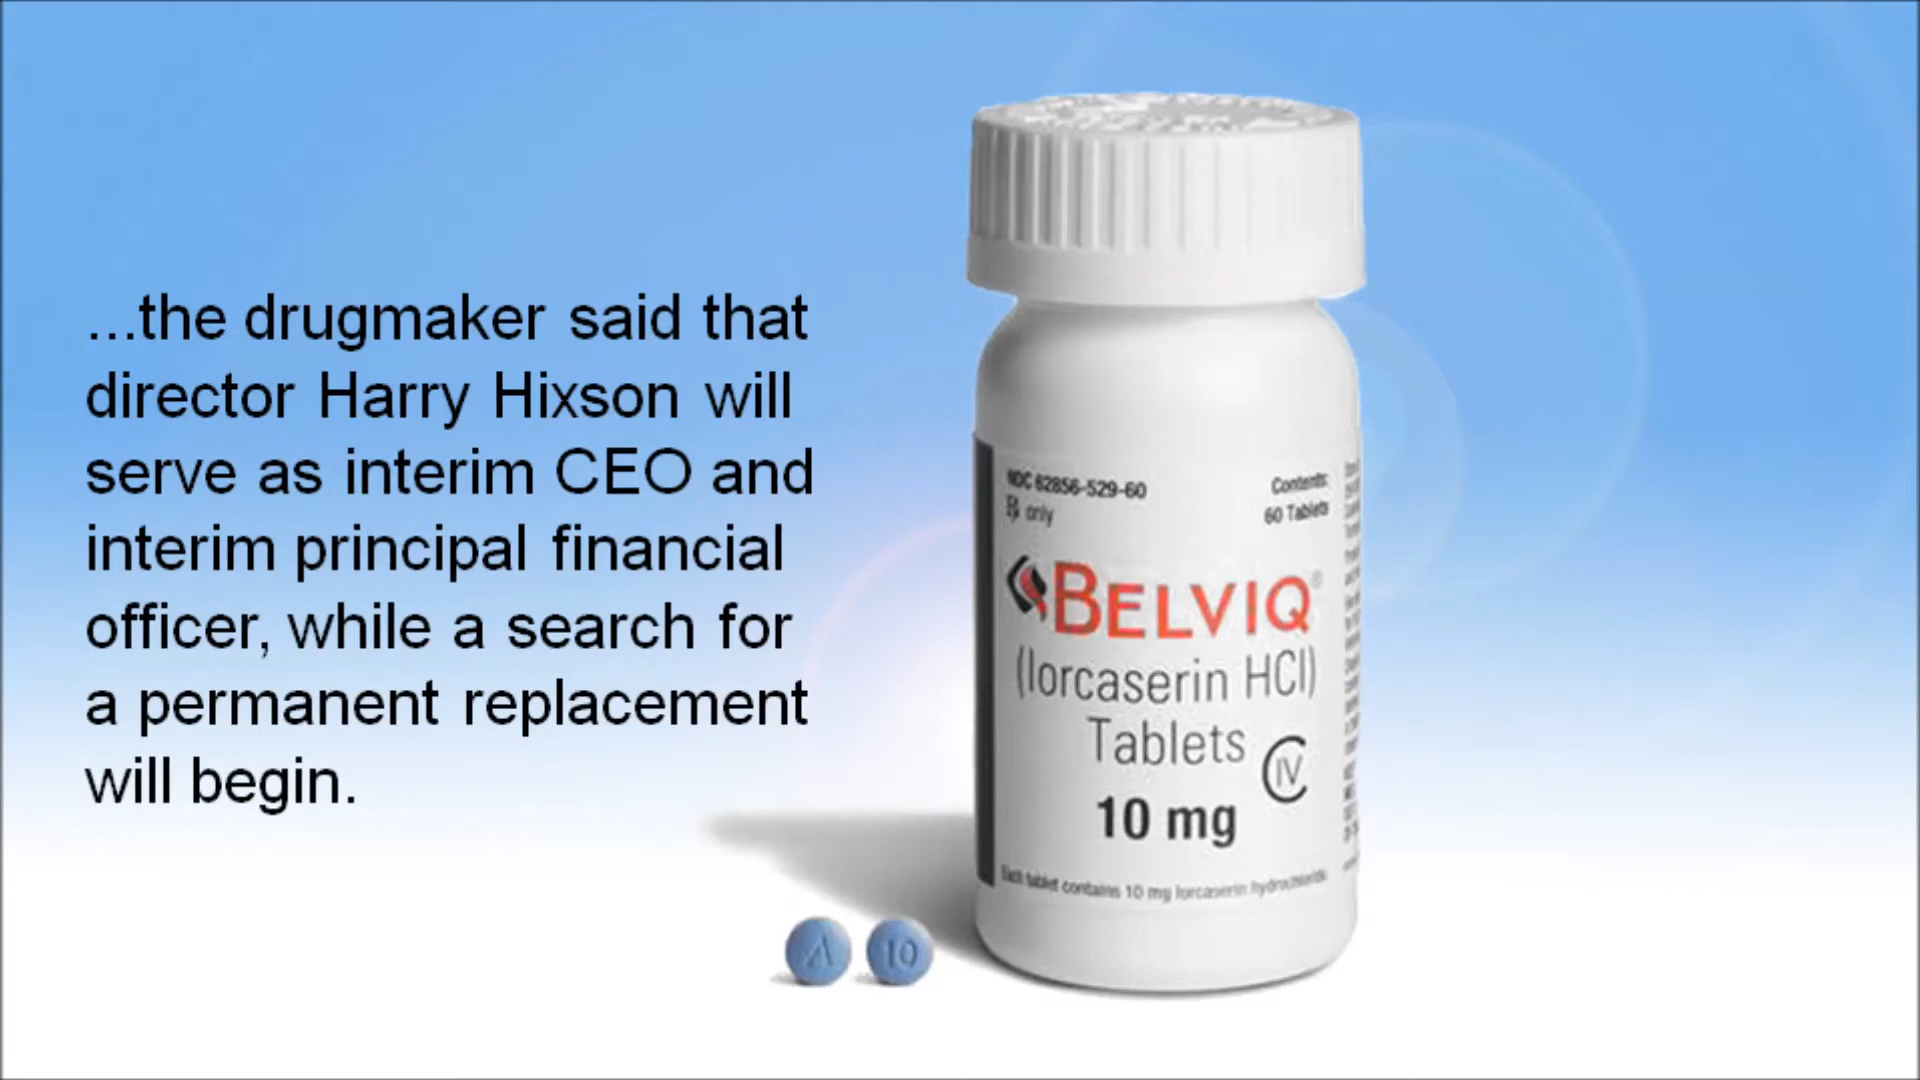 ...the drugmaker said that
director Harry Hixson will
serve as interim CEO and
interim principal financial
officer, while a search for
a permanent replacement
will begin.
NDC 62856-529-60
Contents:
60 Tablets
℞ only
BELVIQ®
(lorcaserin HCl)
Tablets
CIV
10 mg
Each tablet contains 10 mg lorcaserin hydrochloride
A
10